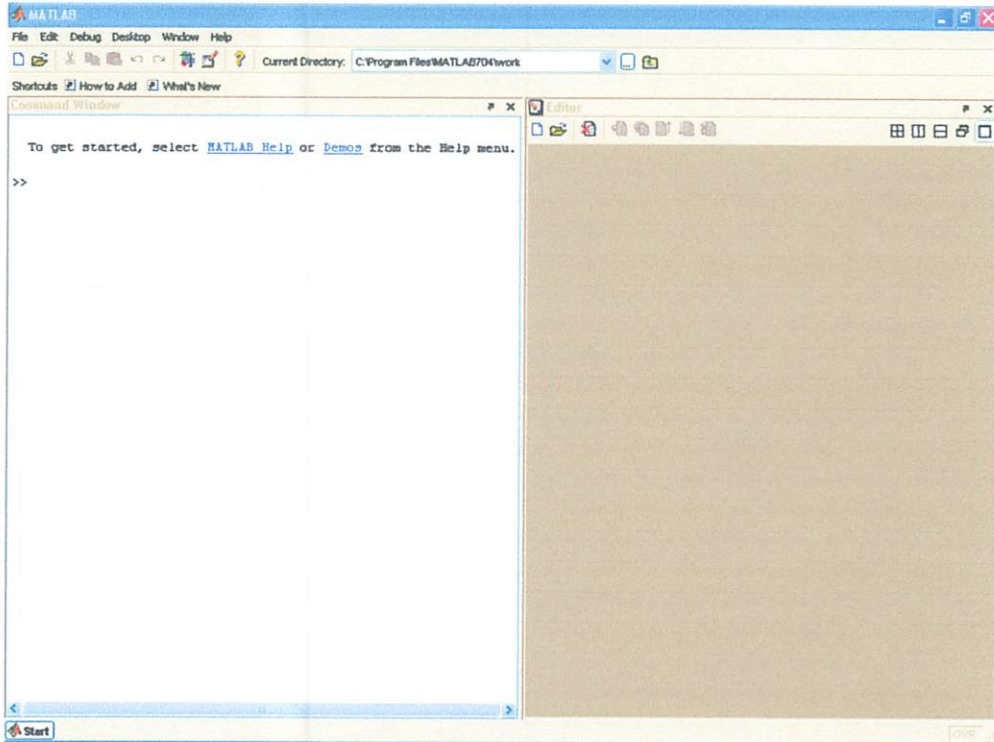 MATLAB
File Edit Debug Desktop Window Help
Current Directory: C:\Program Files\MATLAB704\work
Shortcuts How to Add What's New
Command Window
Editor
To get started, select MATLAB Help or Demos from the Help menu.
>>
Start
OVR